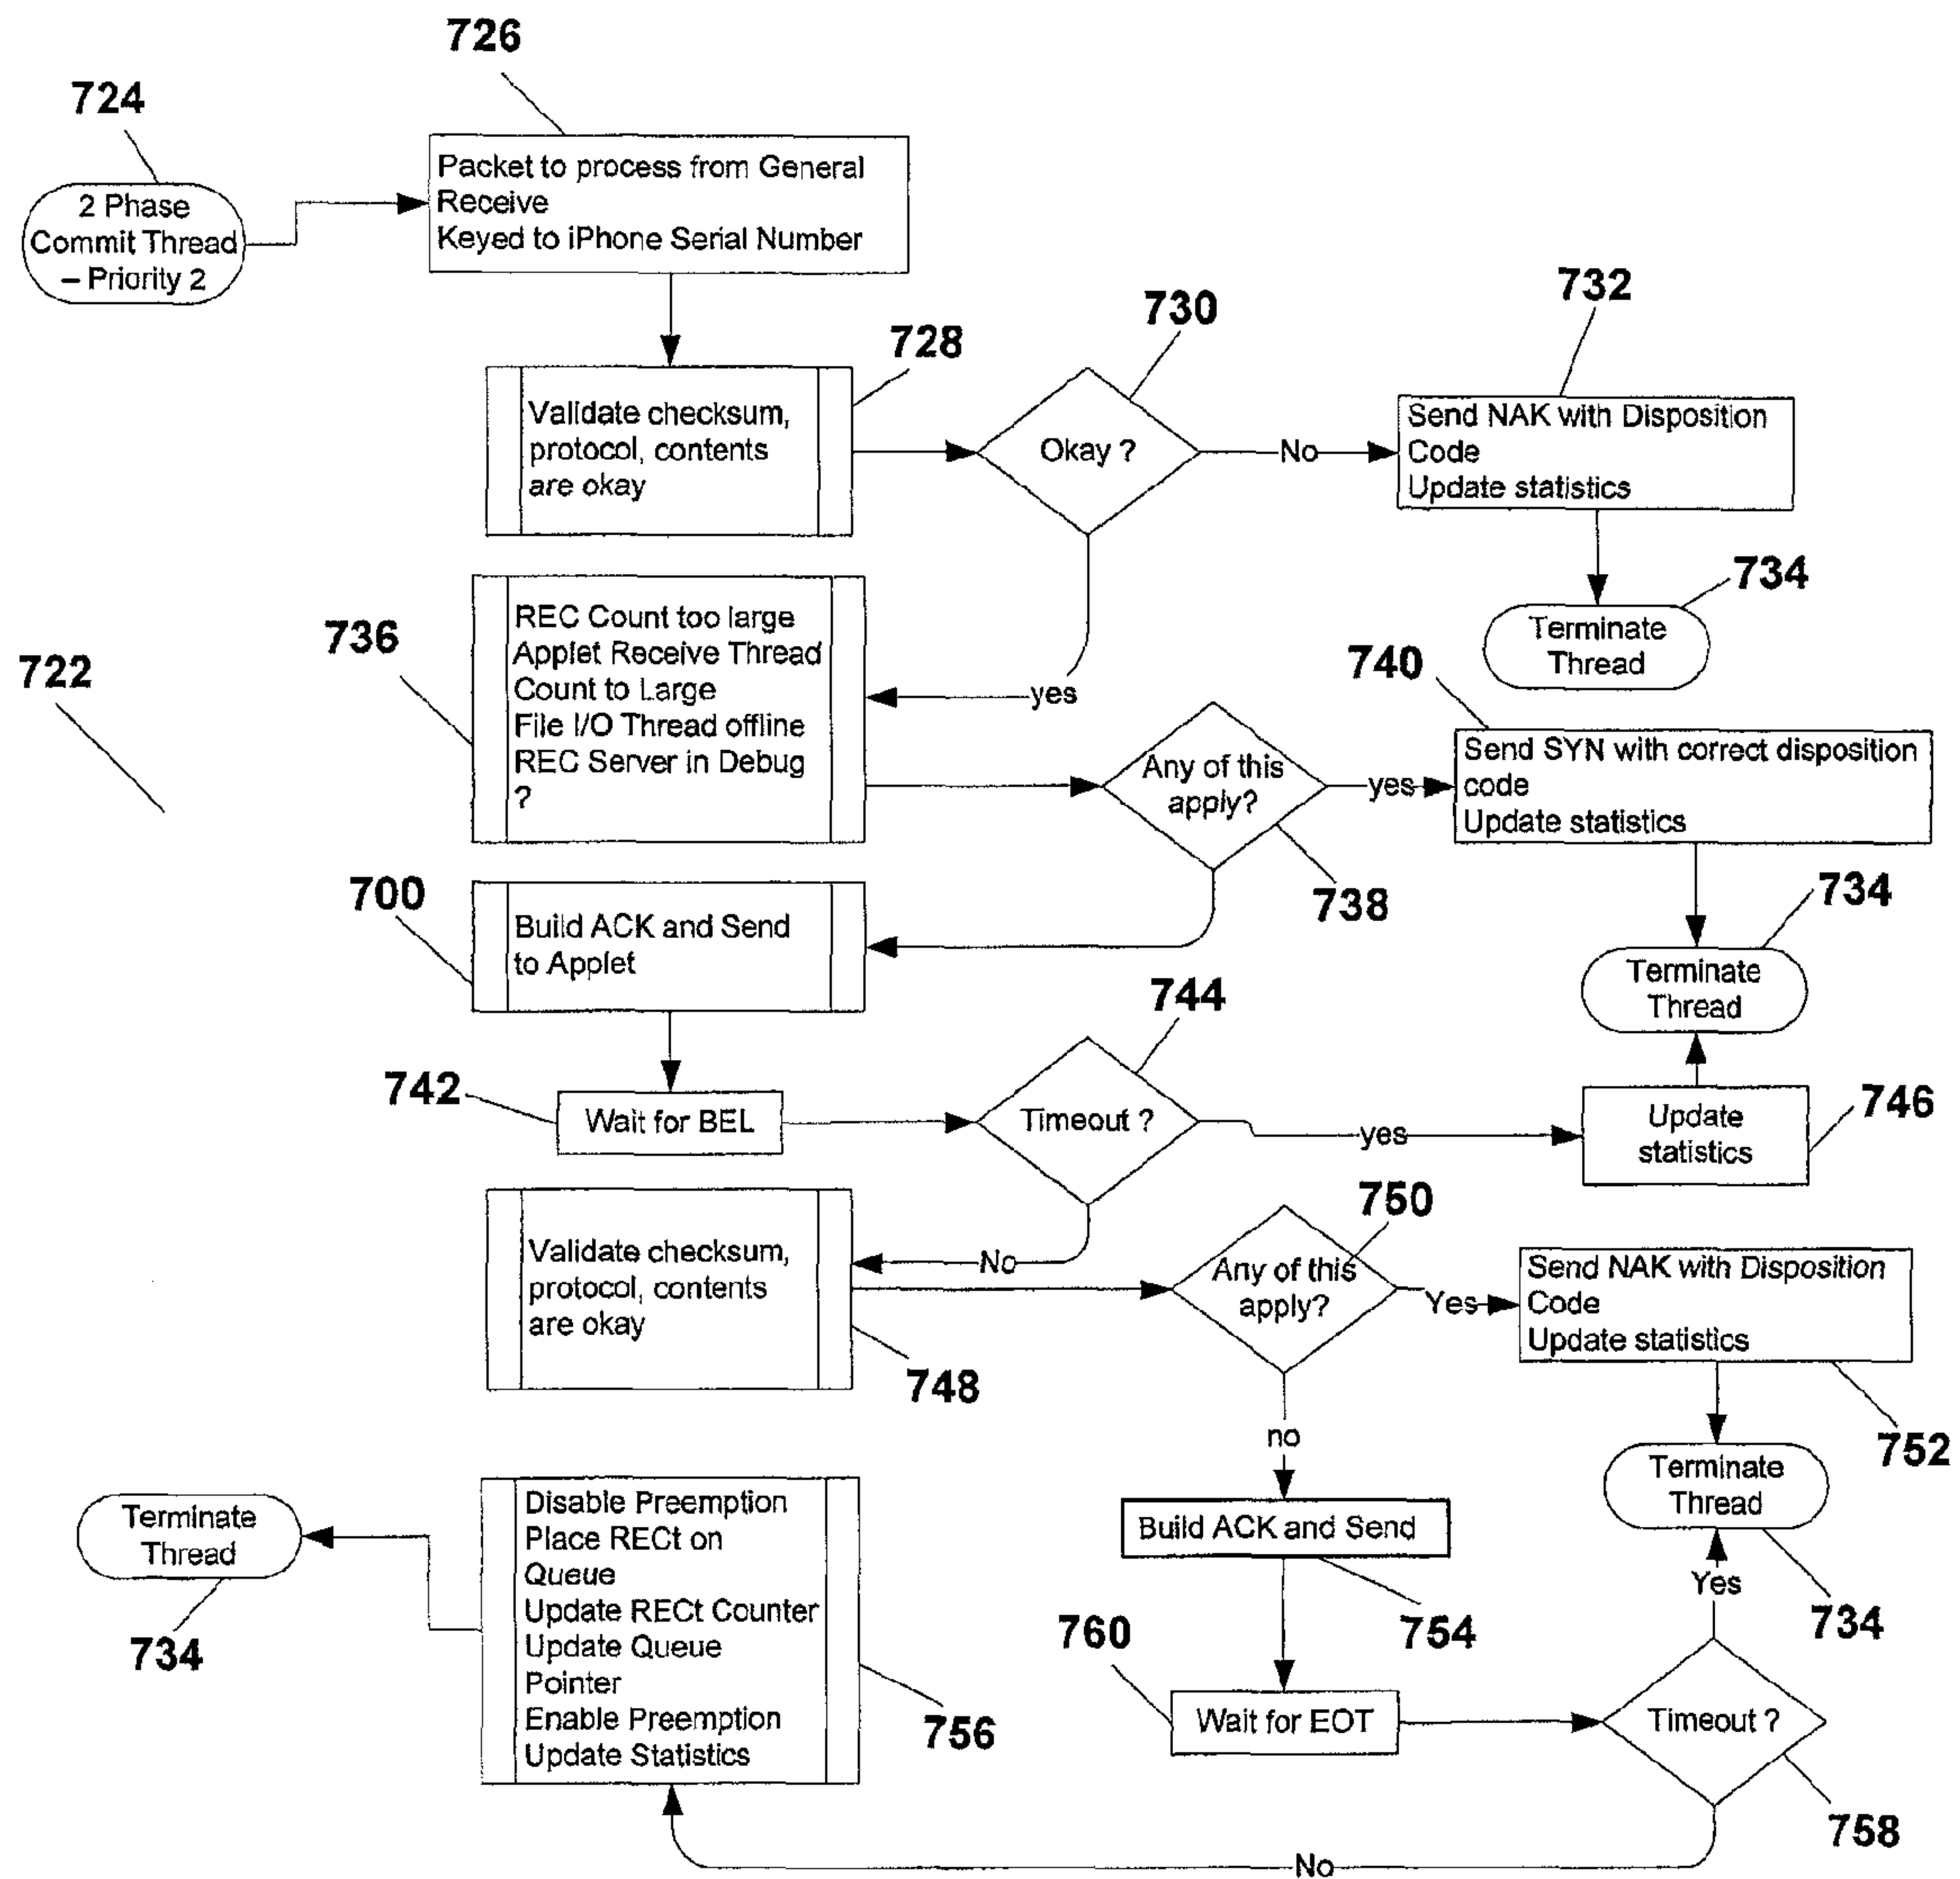 726
724
2 Phase
Commit Thread
– Priority 2
Packet to process from General
Receive
Keyed to iPhone Serial Number
728
730
732
Validate checksum,
protocol, contents
are okay
Okay ?
No
Send NAK with Disposition
Code
Update statistics
734
Terminate
Thread
yes
722
736
REC Count too large
Applet Receive Thread
Count to Large
File I/O Thread offline
REC Server in Debug
?
Any of this
apply?
738
yes
740
Send SYN with correct disposition
code
Update statistics
734
Terminate
Thread
700
Build ACK and Send
to Applet
742
Wait for BEL
744
Timeout ?
yes
Update
statistics
746
No
Validate checksum,
protocol, contents
are okay
748
750
Any of this
apply?
Yes
Send NAK with Disposition
Code
Update statistics
752
Terminate
Thread
734
no
Build ACK and Send
754
760
Wait for EOT
Timeout ?
Yes
758
No
Disable Preemption
Place RECt on
Queue
Update RECt Counter
Update Queue
Pointer
Enable Preemption
Update Statistics
756
Terminate
Thread
734